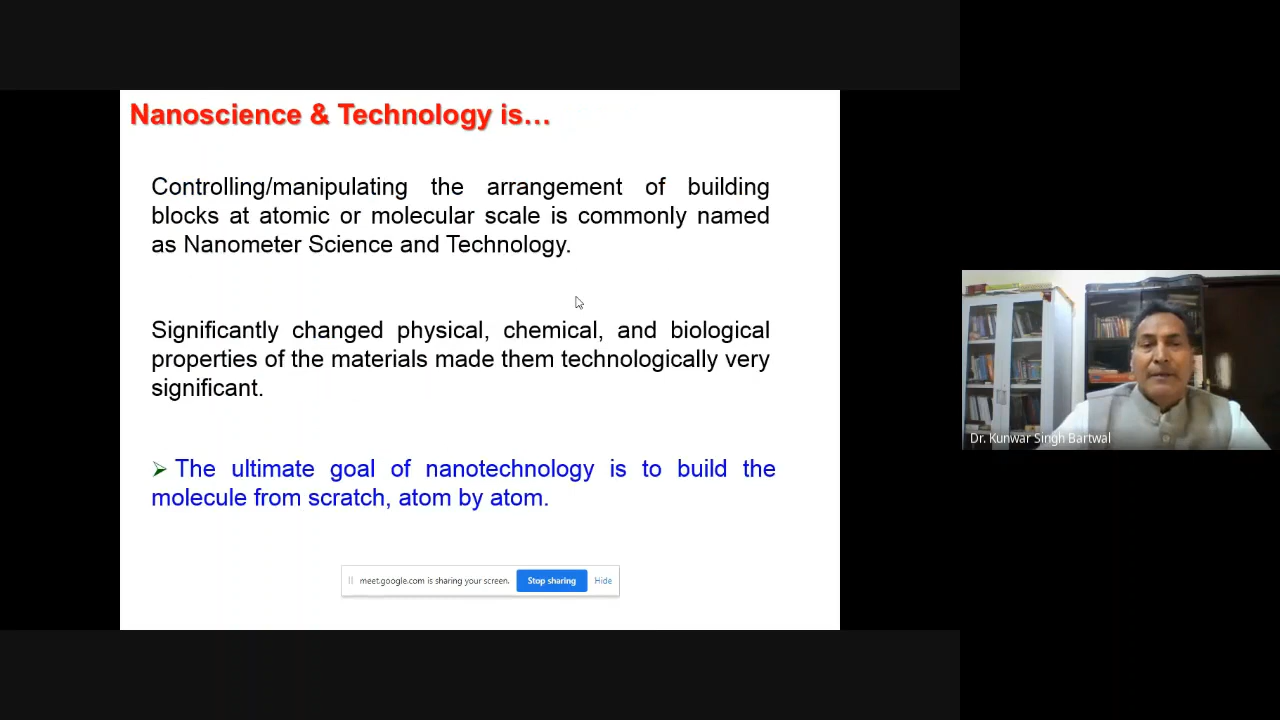 Nanoscience & Technology is…
Controlling/manipulating the arrangement of building
blocks at atomic or molecular scale is commonly named
as Nanometer Science and Technology.
Significantly changed physical, chemical, and biological
properties of the materials made them technologically very
significant.
➢ The ultimate goal of nanotechnology is to build the
molecule from scratch, atom by atom.
meet.google.com is sharing your screen. Stop sharing Hide
Dr. Kunwar Singh Bartwal